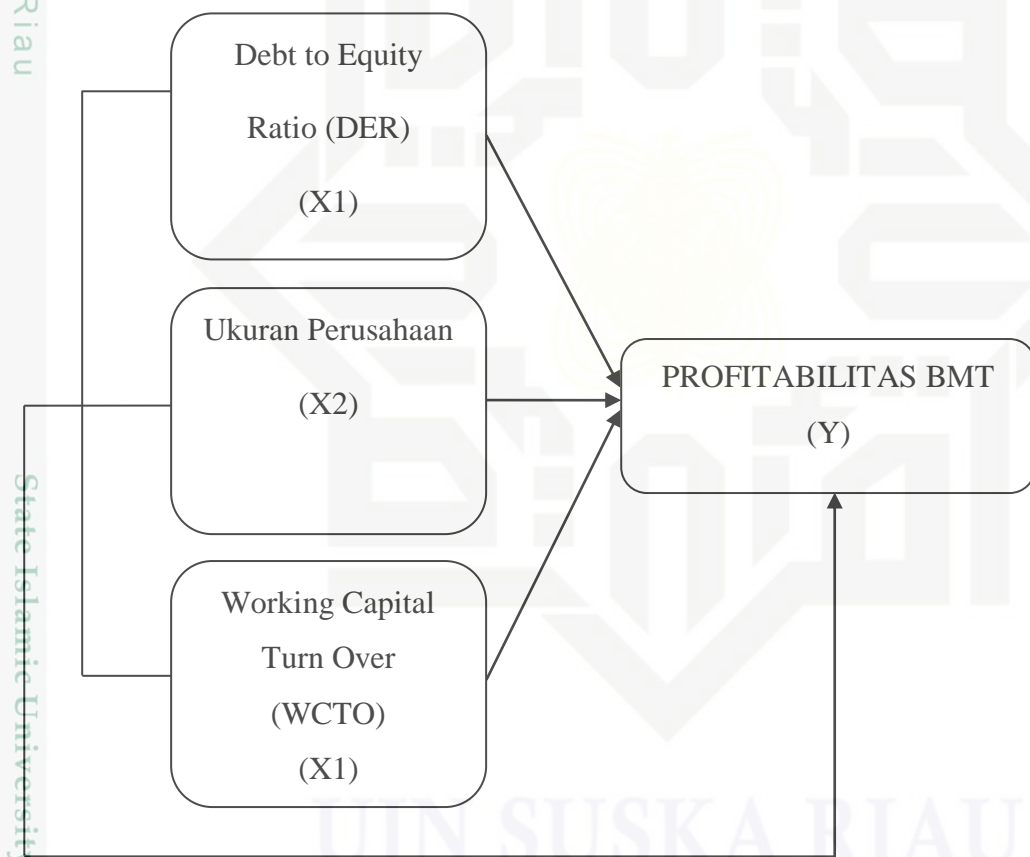 Riau
State Islamic Universit
Debt to Equity
Ratio (DER)
(X1)
Ukuran Perusahaan
(X2)
Working Capital
Turn Over
(WCTO)
(X1)
PROFITABILITAS BMT
(Y)
UIN SUSKA RIAU